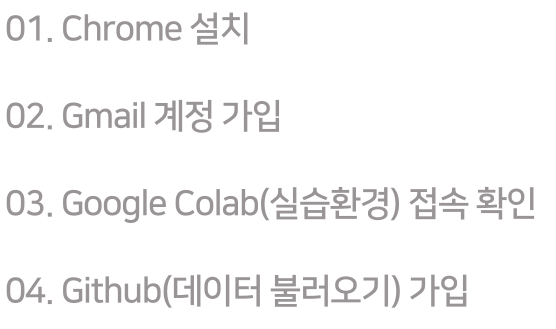 01. Chrome 설치
02. Gmail 계정 가입
03. Google Colab(실습환경) 접속 확인
04. Github(데이터 불러오기) 가입